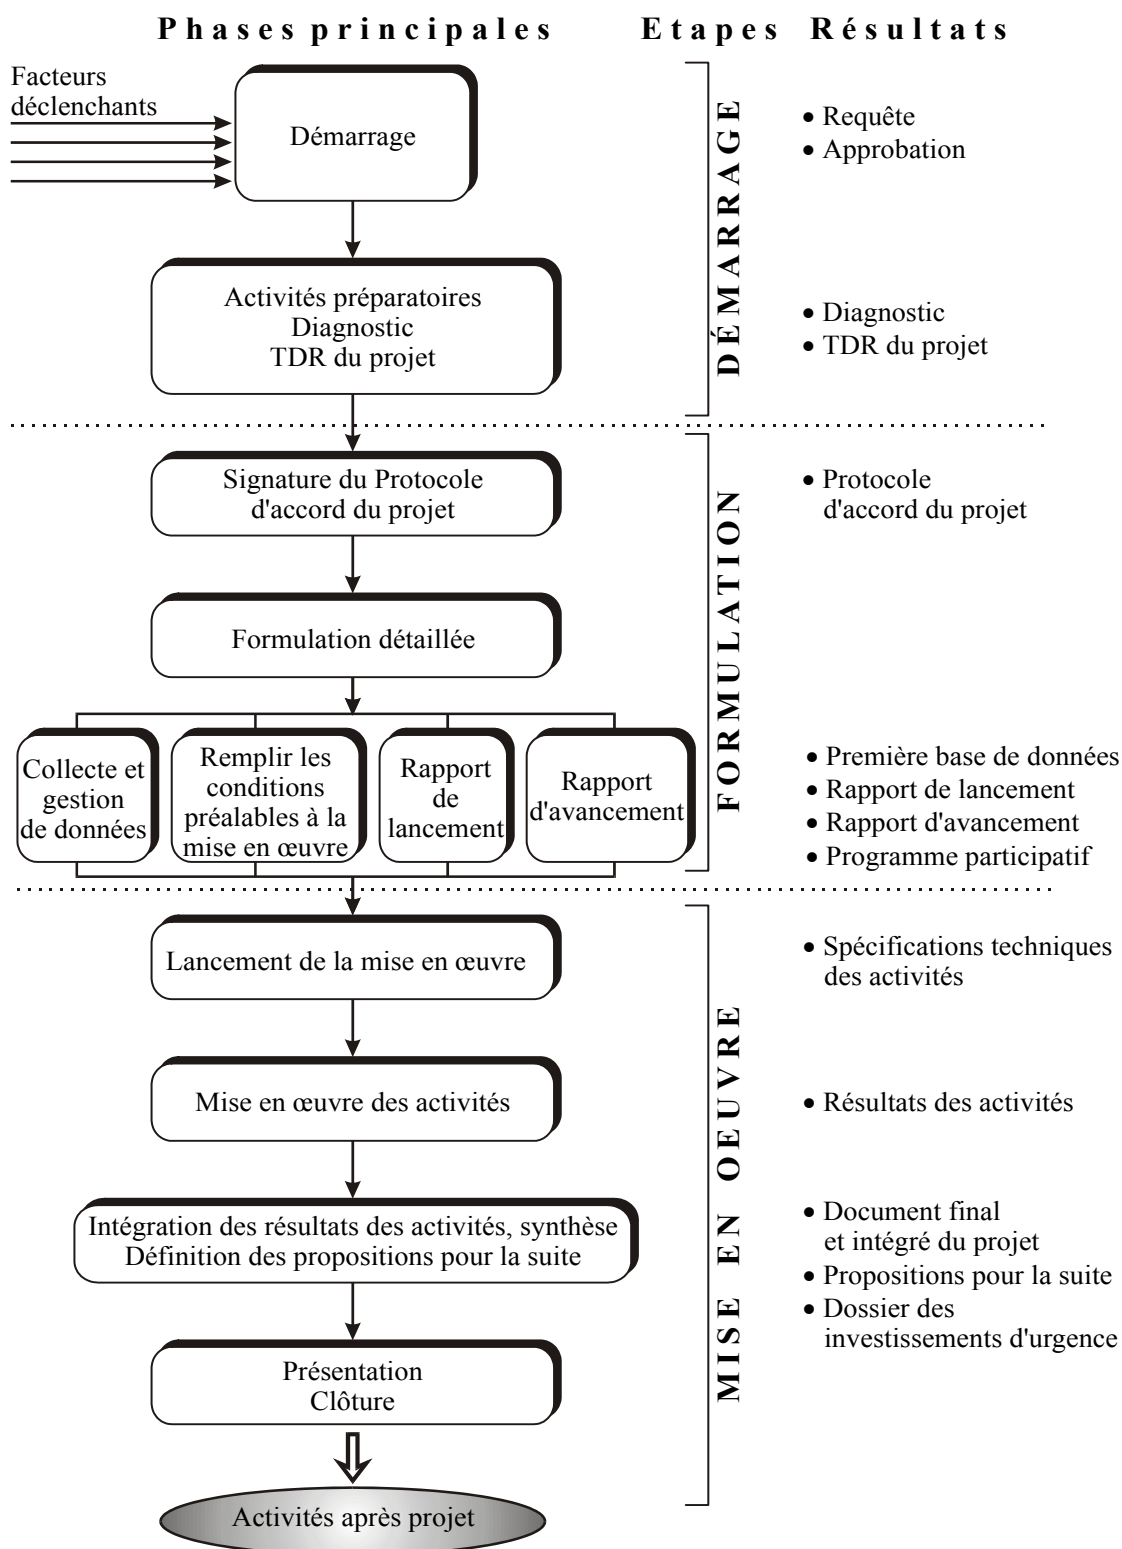 Phases principales
Etapes
Résultats
Facteurs
déclenchants
Démarrage
DÉMARRAGE
• Requête
• Approbation
Activités préparatoires
Diagnostic
TDR du projet
• Diagnostic
• TDR du projet
Signature du Protocole
d'accord du projet
FORMULATION
• Protocole
d'accord du projet
Formulation détaillée
Collecte et
gestion
de données
Remplir les
conditions
préalables à la
mise en œuvre
Rapport
de
lancement
Rapport
d'avancement
• Première base de données
• Rapport de lancement
• Rapport d'avancement
• Programme participatif
Lancement de la mise en œuvre
MISE EN OEUVRE
• Spécifications techniques
des activités
Mise en œuvre des activités
• Résultats des activités
Intégration des résultats des activités, synthèse
Définition des propositions pour la suite
• Document final
et intégré du projet
• Propositions pour la suite
• Dossier des
investissements d'urgence
Présentation
Clôture
Activités après projet